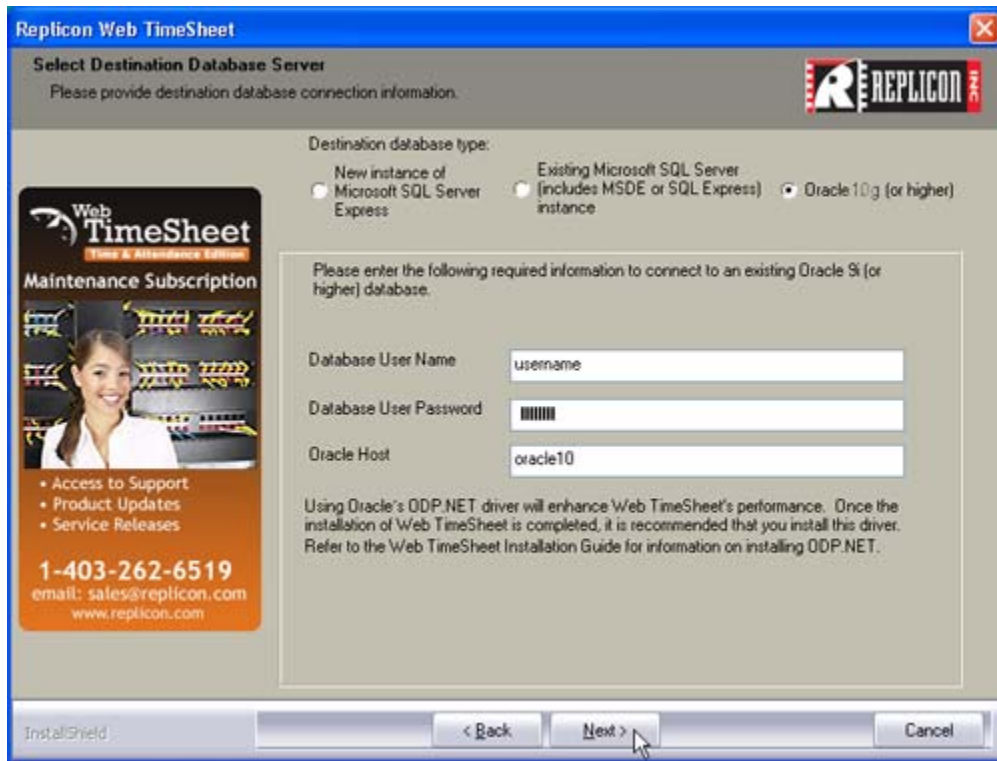 Replicon Web TimeSheet
Select Destination Database Server
Please provide destination database connection information.
REPLICON INC
Destination database type:
New instance of
Microsoft SQL Server
Express
Existing Microsoft SQL Server
(includes MSDE or SQL Express)
instance
Oracle 10g (or higher)
Web
TimeSheet
Time & Attendance Edition
Maintenance Subscription
• Access to Support
• Product Updates
• Service Releases
1-403-262-6519
email: sales@replicon.com
www.replicon.com
Please enter the following required information to connect to an existing Oracle 9i (or
higher) database.
Database User Name
username
Database User Password
Oracle Host
oracle10
Using Oracle's ODP.NET driver will enhance Web TimeSheet's performance. Once the
installation of Web TimeSheet is completed, it is recommended that you install this driver.
Refer to the Web TimeSheet Installation Guide for information on installing ODP.NET.
InstallShield
< Back
Next >
Cancel